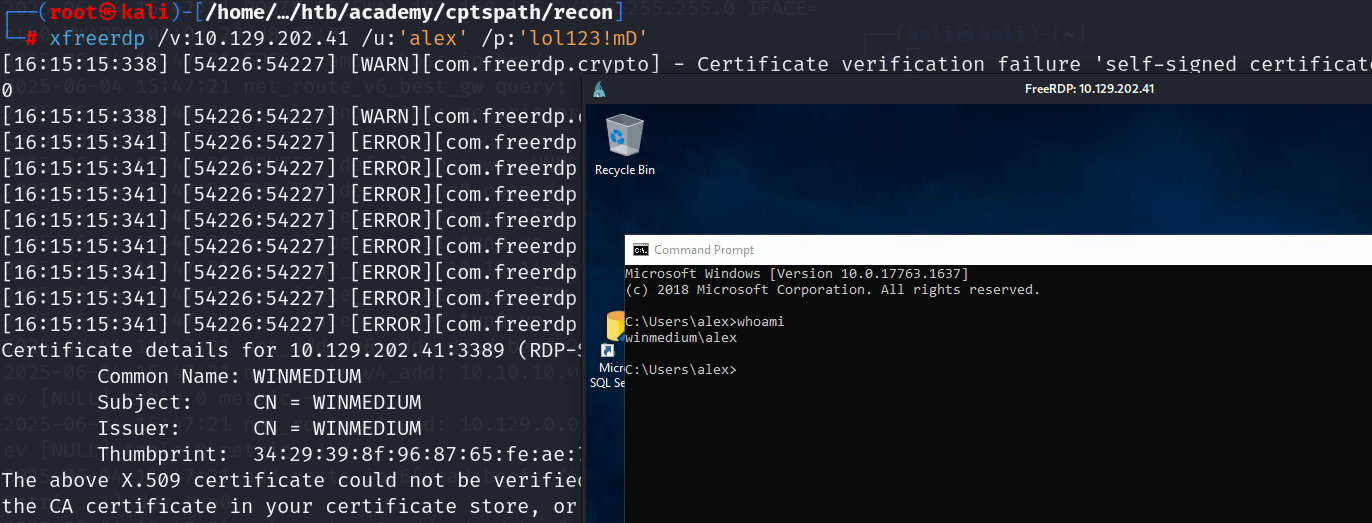 ┌──(root㉿kali)-[/home/…/htb/academy/cptspath/recon]
└─# xfreerdp /v:10.129.202.41 /u:'alex' /p:'lol123!mD'
[16:15:15:338] [54226:54227] [WARN][com.freerdp.crypto] - Certificate verification failure 'self-signed certificate
0
[16:15:15:338] [54226:54227] [WARN][com.freerdp.
[16:15:15:341] [54226:54227] [ERROR][com.freerdp
[16:15:15:341] [54226:54227] [ERROR][com.freerdp
[16:15:15:341] [54226:54227] [ERROR][com.freerdp
[16:15:15:341] [54226:54227] [ERROR][com.freerdp
[16:15:15:341] [54226:54227] [ERROR][com.freerdp
[16:15:15:341] [54226:54227] [ERROR][com.freerdp
[16:15:15:341] [54226:54227] [ERROR][com.freerdp
[16:15:15:341] [54226:54227] [ERROR][com.freerdp
Certificate details for 10.129.202.41:3389 (RDP-S
Common Name: WINMEDIUM
Subject: CN = WINMEDIUM
Issuer: CN = WINMEDIUM
Thumbprint: 34:29:39:8f:96:87:65:fe:ae:
The above X.509 certificate could not be verified
the CA certificate in your certificate store, or
FreeRDP: 10.129.202.41
Recycle Bin
Micr
SQL Se
Command Prompt
Microsoft Windows [Version 10.0.17763.1637]
(c) 2018 Microsoft Corporation. All rights reserved.
C:\Users\alex>whoami
winmedium\alex
C:\Users\alex>